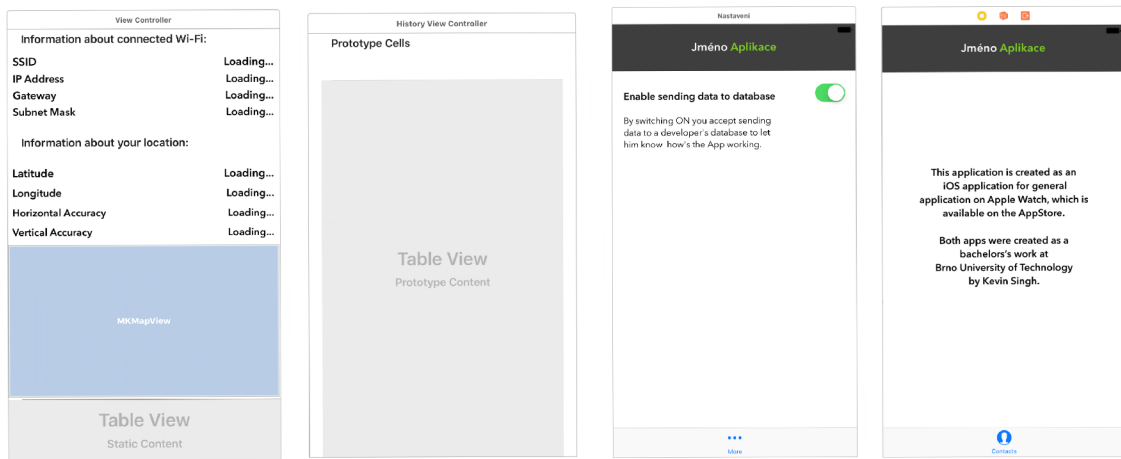 View Controller
Information about connected Wi-Fi:
SSID Loading...
IP Address Loading...
Gateway Loading...
Subnet Mask Loading...
Information about your location:
Latitude Loading...
Longitude Loading...
Horizontal Accuracy Loading...
Vertical Accuracy Loading...
MKMapView
Table View
Static Content
History View Controller
Prototype Cells
Table View
Prototype Content
Nastavení
Jméno Aplikace
Enable sending data to database
By switching ON you accept sending
data to a developer's database to let
him know how's the App working.
More
Jméno Aplikace
This application is created as an
iOS application for general
application on Apple Watch, which is
available on the AppStore.
Both apps were created as a
bachelors's work at
Brno University of Technology
by Kevin Singh.
Contacts